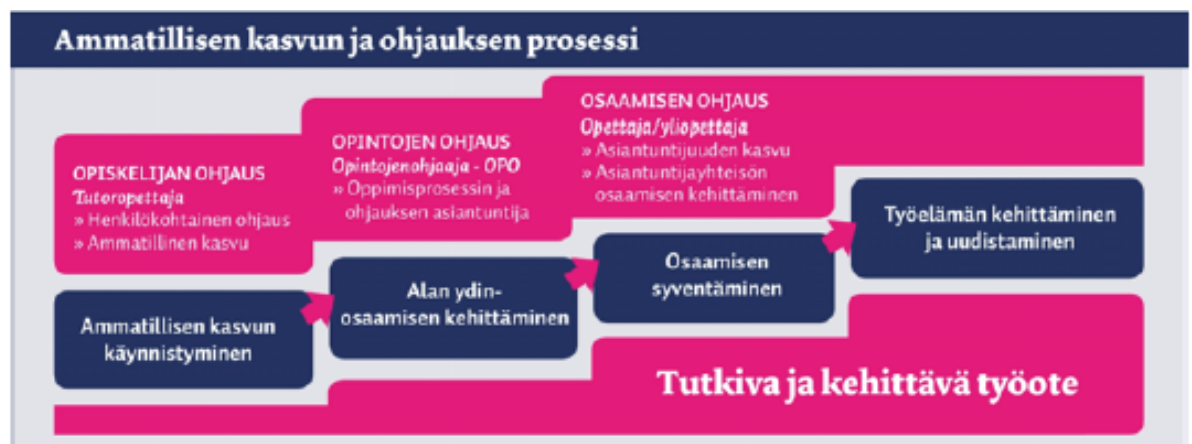 Ammatillisen kasvun ja ohjauksen prosessi
OPISKELIJAN OHJAUS
Tutoropettaja
» Henkilökohtainen ohjaus
» Ammatillinen kasvu
OPINTOJEN OHJAUS
Opintojenohjaaja - OPO
» Oppimisprosessin ja
ohjauksen asiantuntija
OSAAMISEN OHJAUS
Opettaja/yliopettaja
» Asiantuntijuuden kasvu
» Asiantuntijayhteisön
osaamisen kehittäminen
Ammatillisen kasvun
käynnistyminen
Alan ydin-
osaamisen kehittäminen
Osaamisen
syventäminen
Työelämän kehittäminen
ja uudistaminen
Tutkiva ja kehittävä työote